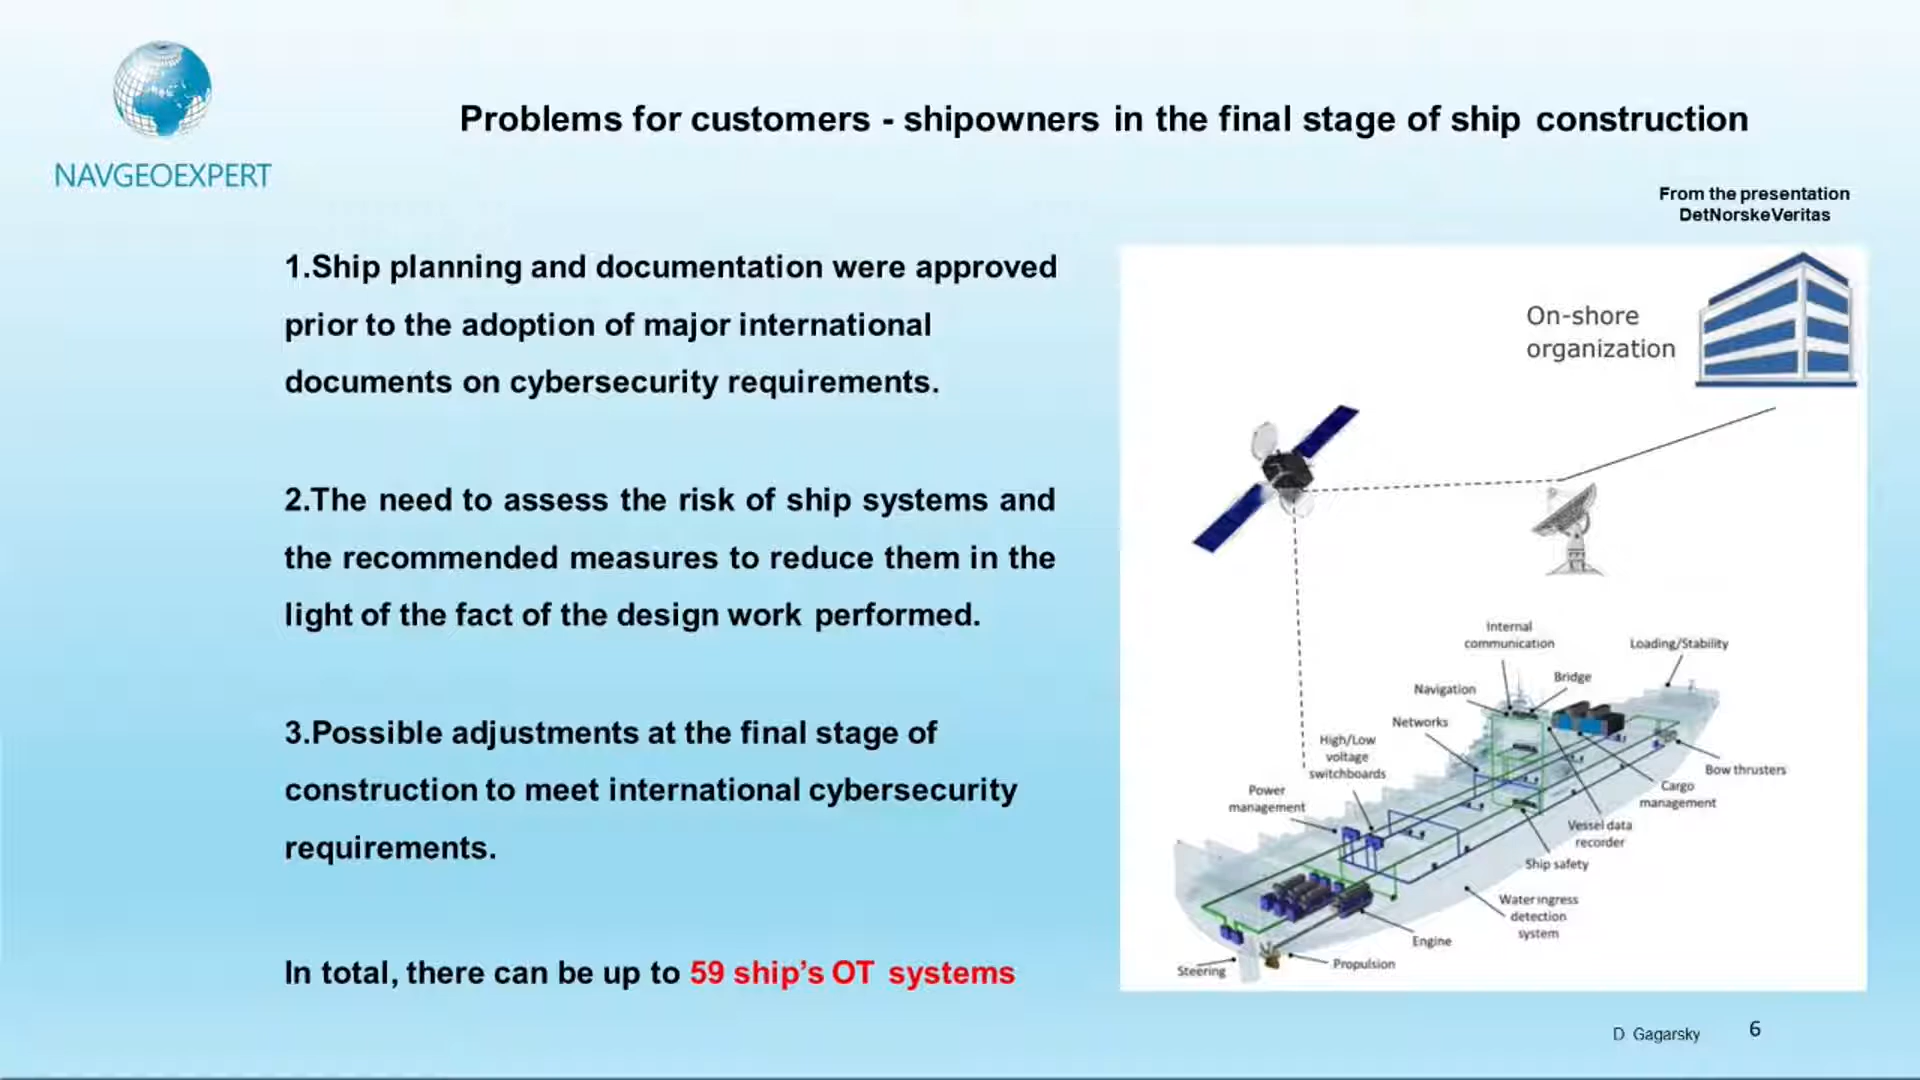 NAVGEOEXPERT
Problems for customers - shipowners in the final stage of ship construction
From the presentation
DetNorskeVeritas
1.Ship planning and documentation were approved
prior to the adoption of major international
documents on cybersecurity requirements.
2.The need to assess the risk of ship systems and
the recommended measures to reduce them in the
light of the fact of the design work performed.
3.Possible adjustments at the final stage of
construction to meet international cybersecurity
requirements.
In total, there can be up to 59 ship’s OT systems
On-shore
organization
Internal
communication
Loading/Stability
Bridge
Navigation
Networks
High/Low
voltage
switchboards
Power
management
Bow thrusters
Cargo
management
Vessel data
recorder
Ship safety
Water ingress
detection
system
Engine
Propulsion
Steering
D Gagarsky
6